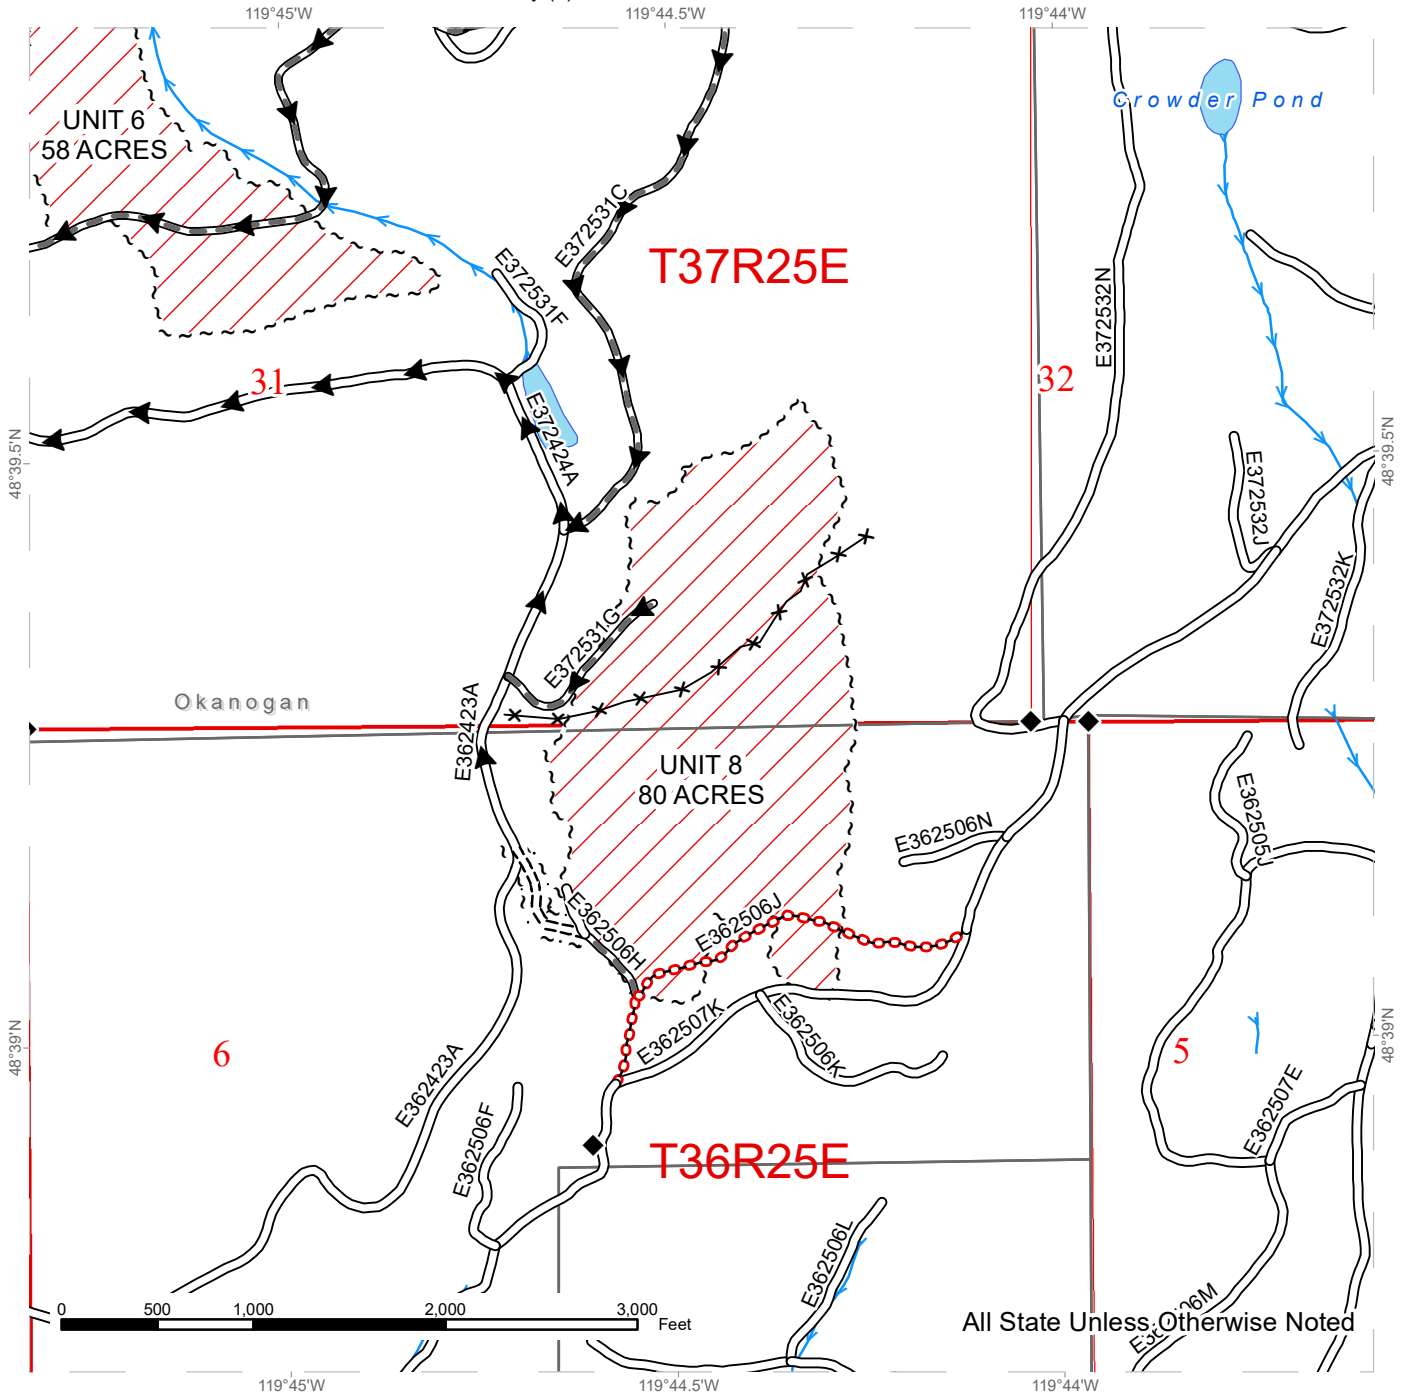 119°45'W
119°44.5'W
119°44'W
Crowder Pond
UNIT 6
58 ACRES
E372531C
T37R25E
E372531F
E372532N
31
32
E372424A
48°39.5'N
48°39.5'N
E372532J
E372532K
E372531G
Okanogan
E362423A
UNIT 8
80 ACRES
E362505J
E362506N
E362506J
E362506H
E362507K
E362506K
6
5
48°39'N
48°39'N
E362423A
E362507E
E362506F
T36R25E
E362506L
0
500
1,000
2,000
3,000
Feet
All State Unless Otherwise Noted
119°45'W
119°44.5'W
119°44'W